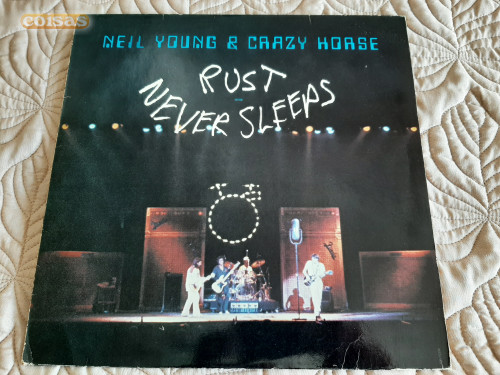 coisas
NEIL YOUNG & CRAZY HORSE
RUST
NEVER SLEEPS